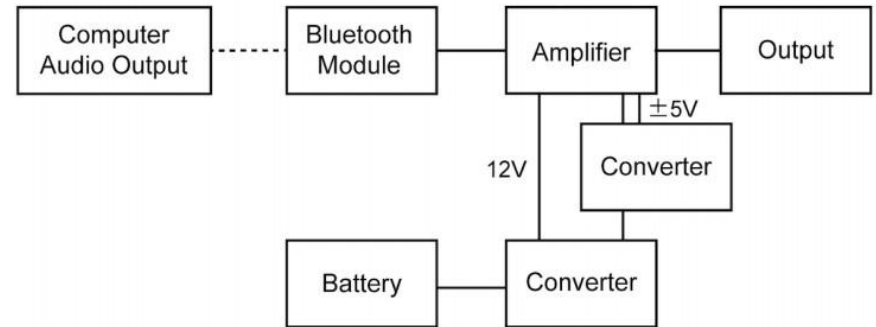 Computer
Audio Output
Bluetooth
Module
Amplifier
Output
±5V
12V
Converter
Battery
Converter